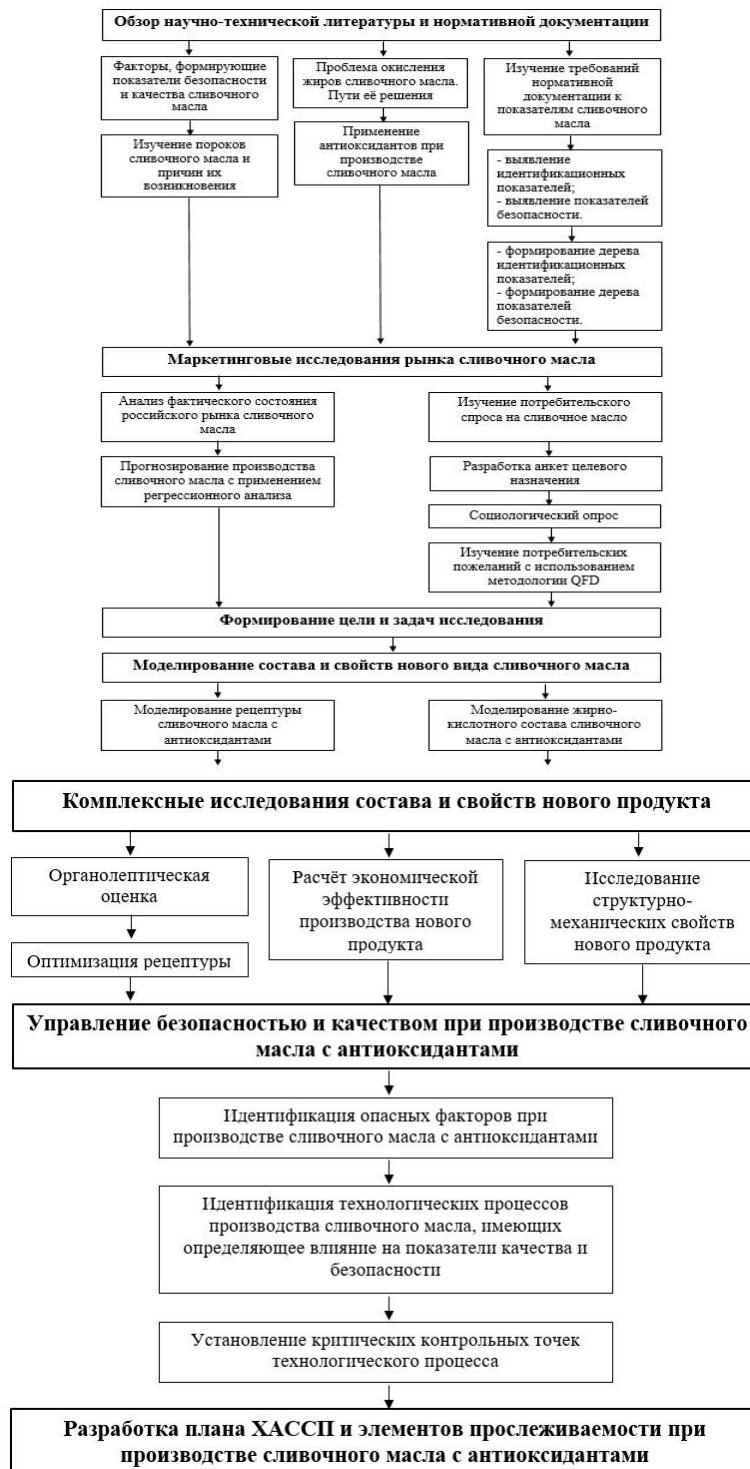 Обзор научно-технической литературы и нормативной документации
Факторы, формирующие
показатели безопасности
и качества сливочного
масла
Изучение пороков
сливочного масла и
причин их
возникновения
Проблема окисления
жиров сливочного масла.
Пути её решения
Применение
антиоксидантов при
производстве
сливочного масла
Изучение требований
нормативной
документации к
показателям сливочного
масла
- выявление
идентификационных
показателей;
- выявление показателей
безопасности.
- формирование дерева
идентификационных
показателей;
- формирование дерева
показателей
безопасности.
Маркетинговые исследования рынка сливочного масла
Анализ фактического состояния
российского рынка сливочного
масла
Прогнозирование производства
сливочного масла с применением
регрессионного анализа
Изучение потребительского
спроса на сливочное масло
Разработка анкет целевого
назначения
Социологический опрос
Изучение потребительских
пожеланий с использованием
методологии QFD
Формирование цели и задач исследования
Моделирование состава и свойств нового вида сливочного масла
Моделирование рецептуры
сливочного масла с
антиоксидантами
Моделирование жирно-
кислотного состава сливочного
масла с антиоксидантами
Комплексные исследования состава и свойств нового продукта
Органолептическая
оценка
Оптимизация рецептуры
Расчёт экономической
эффективности
производства нового
продукта
Исследование
структурно-
механических свойств
нового продукта
Управление безопасностью и качеством при производстве сливочного
масла с антиоксидантами
Идентификация опасных факторов при
производстве сливочного масла с антиоксидантами
Идентификация технологических процессов
производства сливочного масла, имеющих
определяющее влияние на показатели качества и
безопасности
Установление критических контрольных точек
технологического процесса
Разработка плана ХАССП и элементов прослеживаемости при
производстве сливочного масла с антиоксидантами